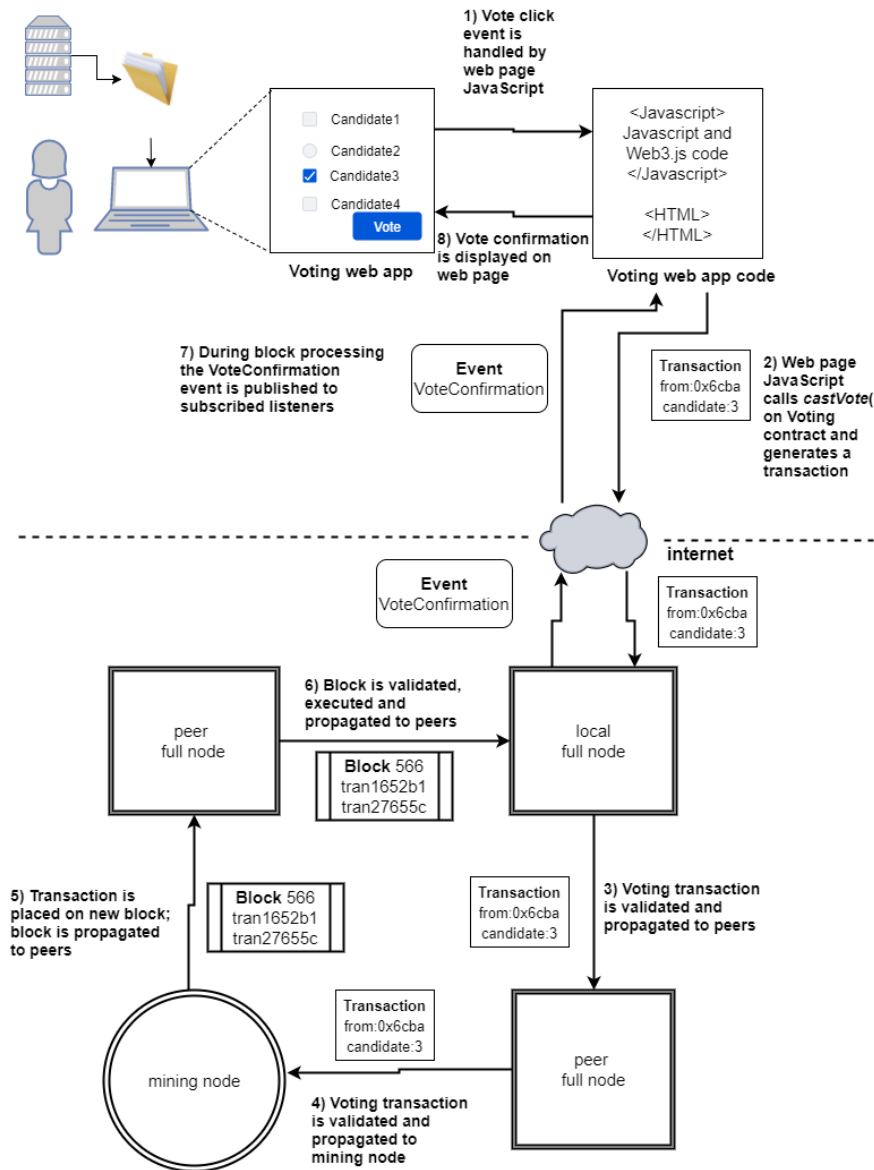 1) Vote click
event is
handled by
web page
JavaScript
Candidate1
Candidate2
Candidate3
Candidate4
Vote
Voting web app
<Javascript>
Javascript and
Web3.js code
</Javascript>
<HTML>
</HTML>
Voting web app code
8) Vote confirmation
is displayed on
web page
7) During block processing
the VoteConfirmation
event is published to
subscribed listeners
Event
VoteConfirmation
Transaction
from:0x6cba
candidate:3
2) Web page
JavaScript
calls castVote(
on Voting
contract and
generates a
transaction
internet
Event
VoteConfirmation
Transaction
from:0x6cba
candidate:3
peer
full node
6) Block is validated,
executed and
propagated to peers
Block 566
tran1652b1
tran27655c
local
full node
5) Transaction is
placed on new block;
block is propagated
to peers
Block 566
tran1652b1
tran27655c
Transaction
from:0x6cba
candidate:3
3) Voting transaction
is validated and
propagated to peers
mining node
Transaction
from:0x6cba
candidate:3
4) Voting transaction
is validated and
propagated to
mining node
peer
full node